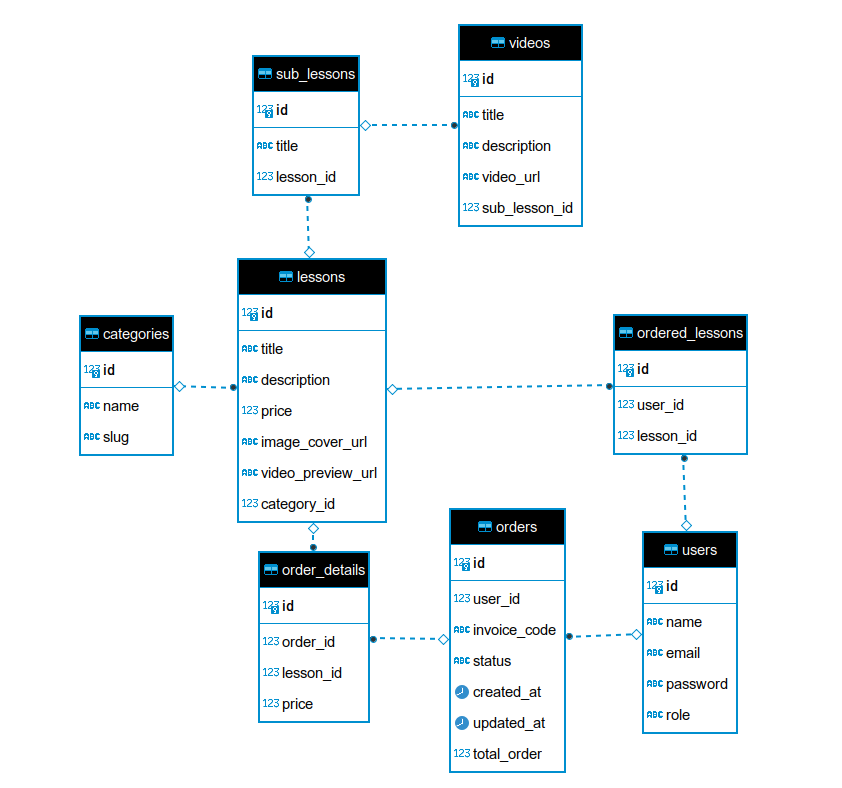 videos
123 id
ABC title
ABC description
ABC video_url
123 sub_lesson_id
sub_lessons
123 id
ABC title
123 lesson_id
lessons
123 id
ABC title
ABC description
123 price
ABC image_cover_url
ABC video_preview_url
123 category_id
categories
123 id
ABC name
ABC slug
ordered_lessons
123 id
123 user_id
123 lesson_id
orders
123 id
123 user_id
ABC invoice_code
ABC status
created_at
updated_at
123 total_order
users
123 id
ABC name
ABC email
ABC password
ABC role
order_details
123 id
123 order_id
123 lesson_id
123 price